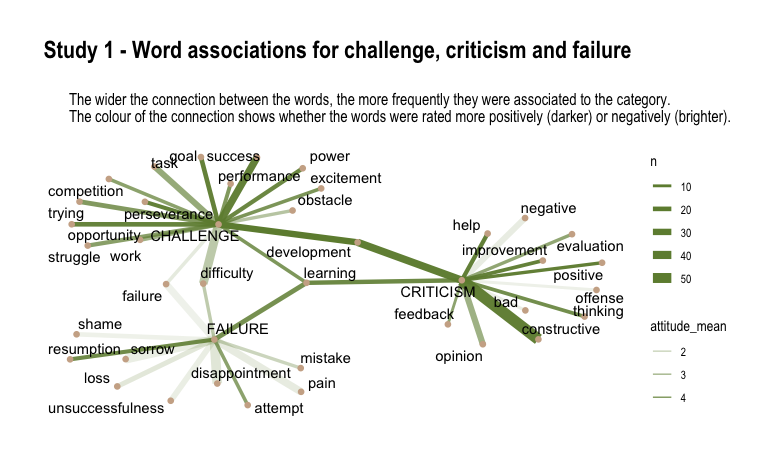 Study 1 - Word associations for challenge, criticism and failure
The wider the connection between the words, the more frequently they were associated to the category.
The colour of the connection shows whether the words were rated more positively (darker) or negatively (brighter).
goal
success
power
task
performance
excitement
competition
obstacle
trying
perseverance
opportunity
CHALLENGE
struggle
work
development
difficulty
learning
failure
help
negative
improvement
evaluation
positive
CRITICISM
bad
offense
thinking
feedback
constructive
opinion
shame
FAILURE
resumption
sorrow
mistake
disappointment
loss
pain
unsuccessfulness
attempt
n
10
20
30
40
50
attitude_mean
2
3
4